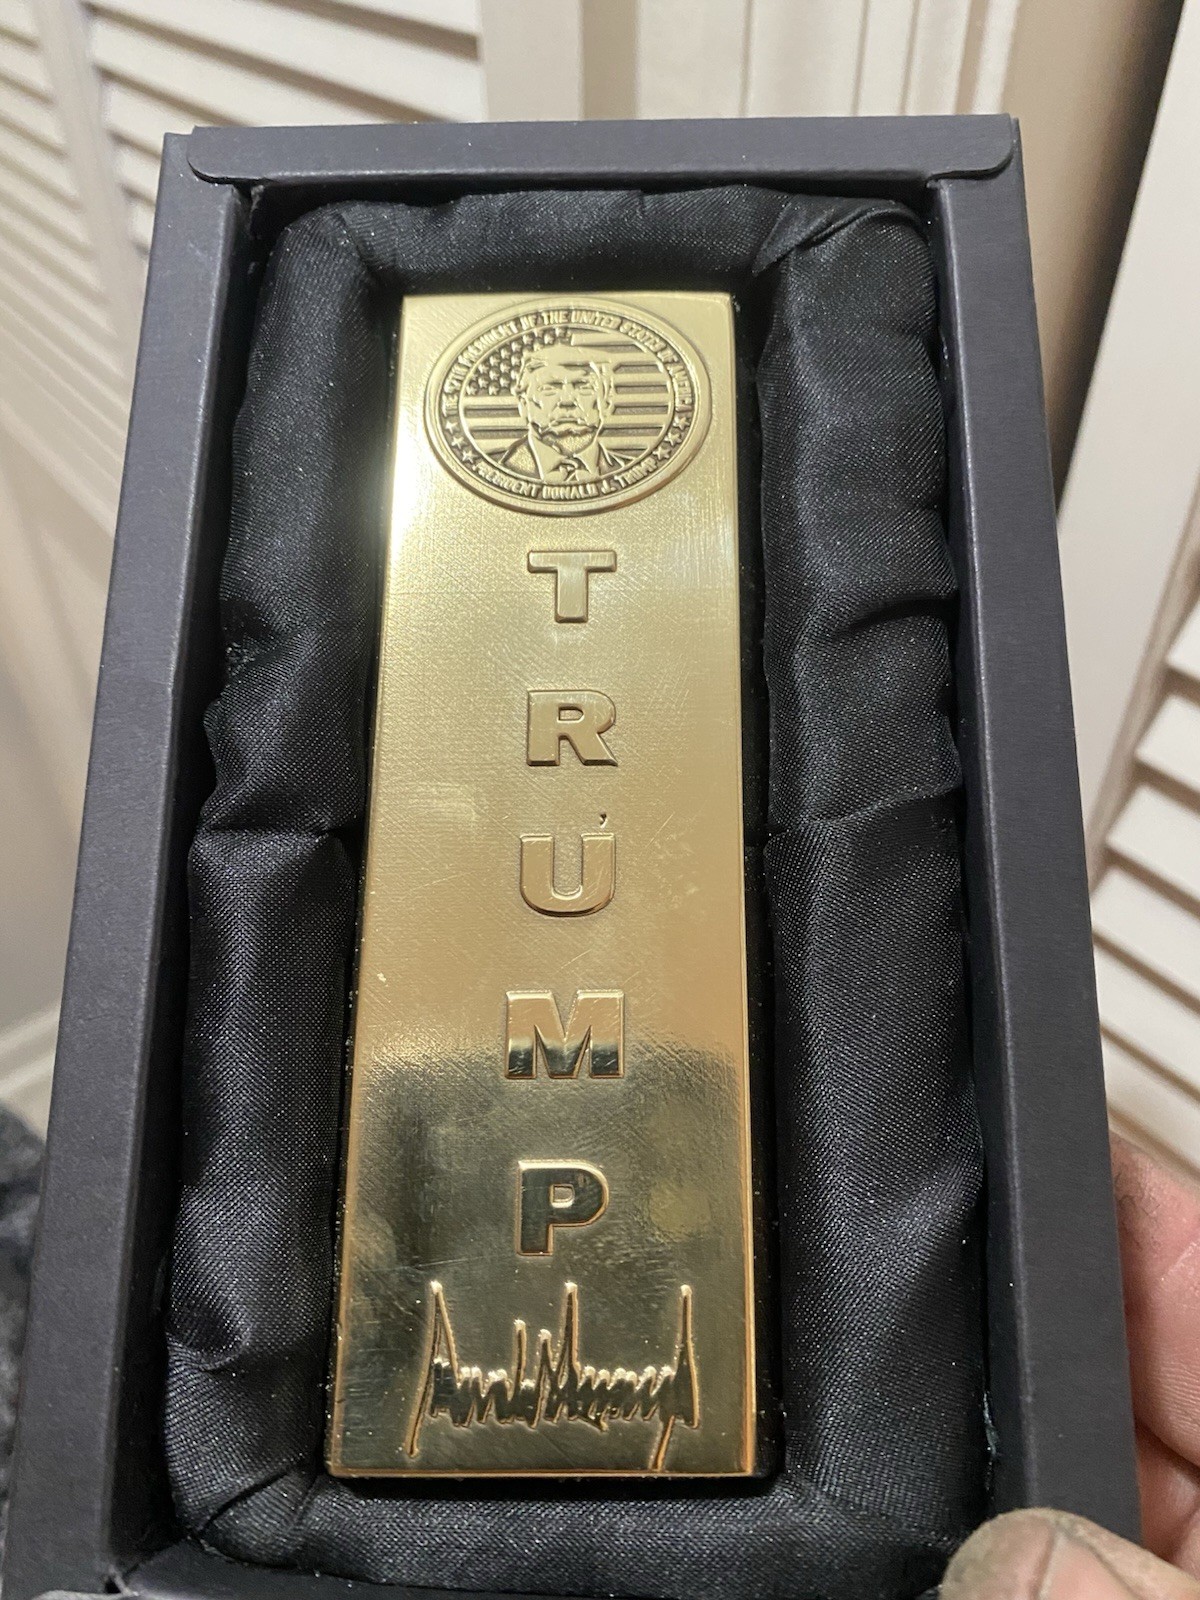 THE 47TH PRESIDENT OF THE UNITED STATES OF AMERICA
PRESIDENT DONALD J. TRUMP
T
R
U
M
P